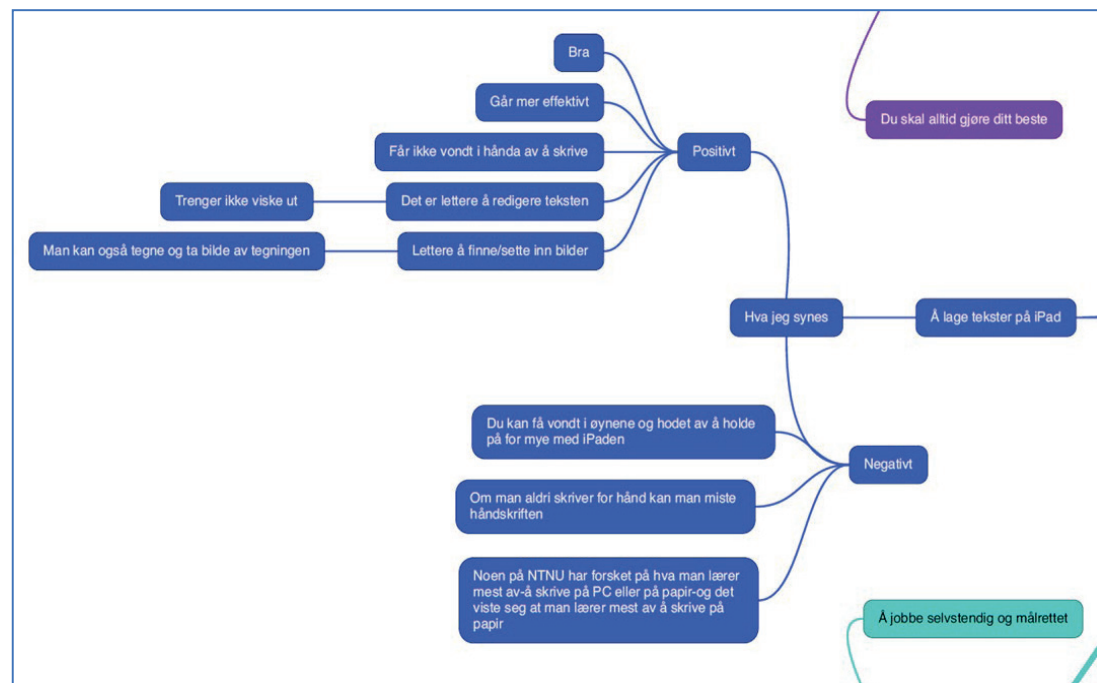 Bra
Går mer effektivt
Får ikke vondt i hånda av å skrive
Positivt
Du skal alltid gjøre ditt beste
Trenger ikke viske ut
Det er lettere å redigere teksten
Man kan også tegne og ta bilde av tegningen
Lettere å finne/sette inn bilder
Hva jeg synes
Å lage tekster på iPad
Du kan få vondt i øynene og hodet av å holde
på for mye med iPaden
Negativt
Om man aldri skriver for hånd kan man miste
håndskriften
Noen på NTNU har forsket på hva man lærer
mest av-å skrive på PC eller på papir-og det
viste seg at man lærer mest av å skrive på
papir
Å jobbe selvstendig og målrettet